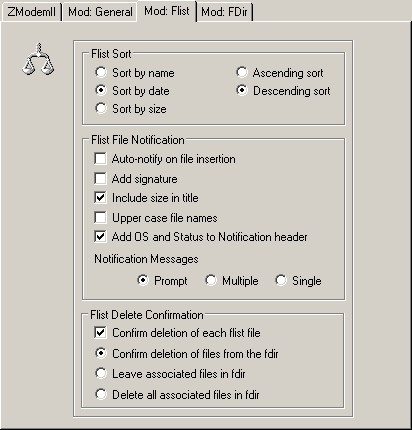 ZModemII Mod: General Mod: Flist Mod: FDir
Flist Sort
Sort by name Ascending sort
Sort by date Descending sort
Sort by size
Flist File Notification
Auto-notify on file insertion
Add signature
Include size in title
Upper case file names
Add OS and Status to Notification header
Notification Messages
Prompt Multiple Single
Flist Delete Confirmation
Confirm deletion of each flist file
Confirm deletion of files from the fdir
Leave associated files in fdir
Delete all associated files in fdir